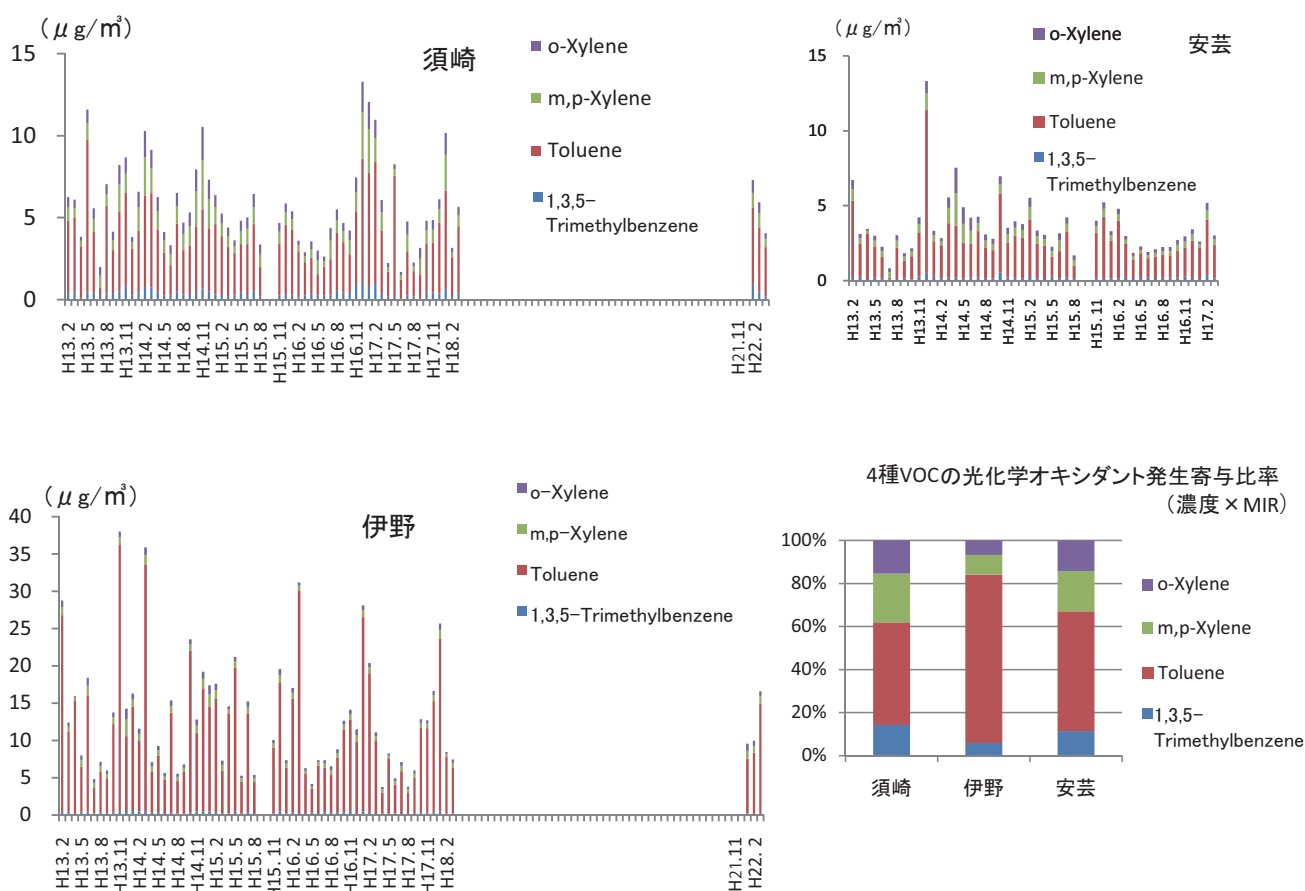 (μg/㎥)
須崎
o-Xylene
m,p-Xylene
Toluene
1,3,5-
Trimethylbenzene
15
10
5
0
H13. 2
H13. 5
H13. 8
H13.11
H14. 2
H14. 5
H14. 8
H14.11
H15. 2
H15. 5
H15. 8
H15. 11
H16. 2
H16. 5
H16. 8
H16.11
H17. 2
H17. 5
H17. 8
H17.11
H18. 2
H21.11
H22. 2
(μg/㎥)
安芸
o-Xylene
m,p-Xylene
Toluene
1,3,5-
Trimethylbenzene
15
10
5
0
H13. 2
H13. 5
H13. 8
H13.11
H14. 2
H14. 5
H14. 8
H14.11
H15. 2
H15. 5
H15. 8
H15. 11
H16. 2
H16. 5
H16. 8
H16.11
H17. 2
(μg/㎥)
伊野
o-Xylene
m,p-Xylene
Toluene
1,3,5-Trimethylbenzene
40
35
30
25
20
15
10
5
0
H13. 2
H13. 5
H13. 8
H13.11
H14. 2
H14. 5
H14. 8
H14.11
H15. 2
H15. 5
H15. 8
H15. 11
H16. 2
H16. 5
H16. 8
H16.11
H17. 2
H17. 5
H17. 8
H17.11
H18. 2
H21.11
H22. 2
4種VOCの光化学オキシダント発生寄与比率
(濃度×MIR)
100%
80%
60%
40%
20%
0%
須崎
伊野
安芸
o-Xylene
m,p-Xylene
Toluene
1,3,5-
Trimethylbenzene